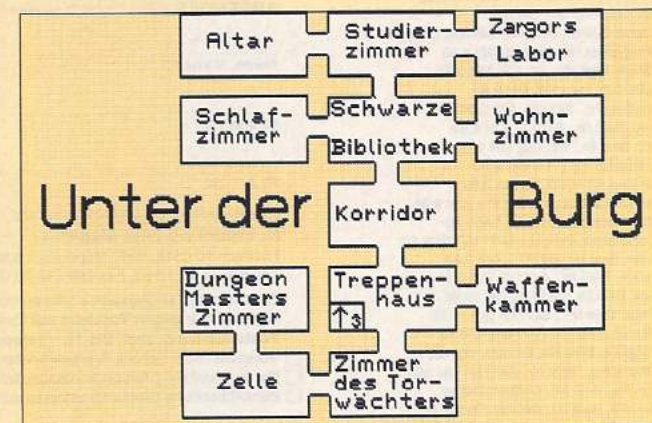 Altar
Studier-
zimmer
Zargors
Labor
Schlaf-
zimmer
Schwarze
Bibliothek
Wohn-
zimmer
Unter der Burg
Korridor
Dungeon
Masters
Zimmer
Treppen-
haus
↑3
Waffen-
kammer
Zelle
Zimmer
des Tor-
wächters